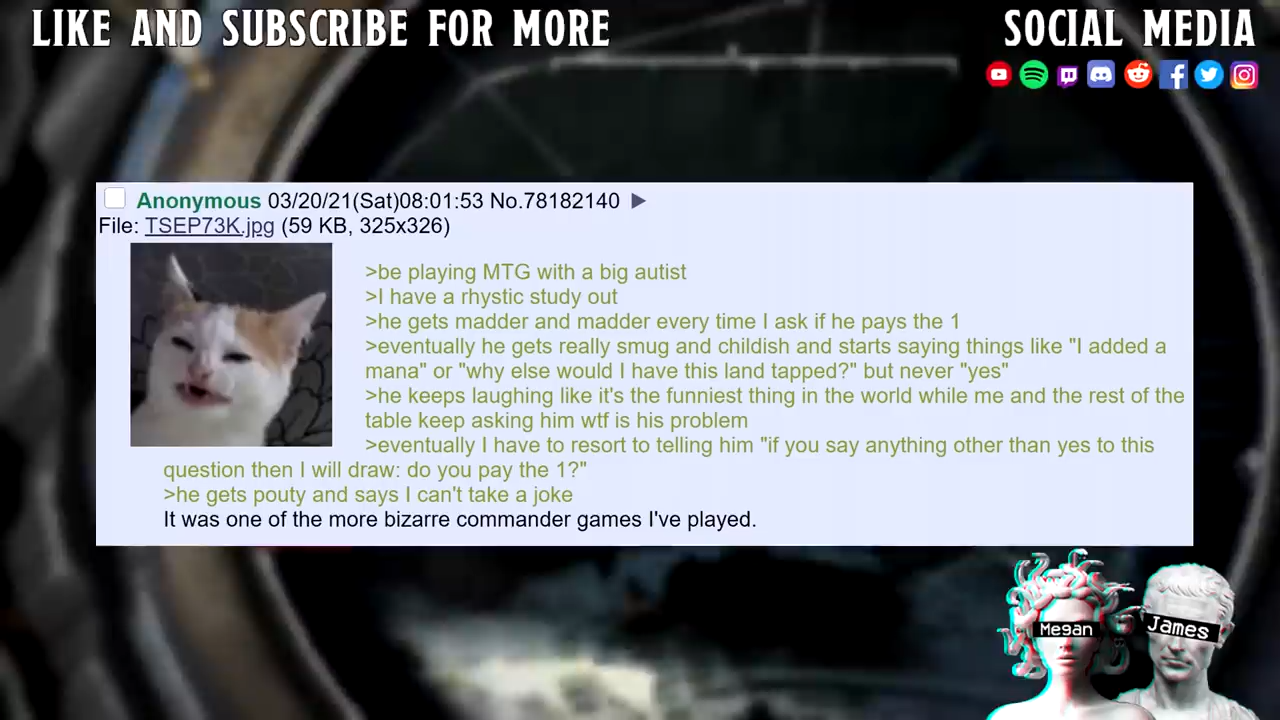 LIKE AND SUBSCRIBE FOR MORE
SOCIAL MEDIA
Anonymous 03/20/21(Sat)08:01:53 No.78182140 ▶
File: TSEP73K.jpg (59 KB, 325x326)
>be playing MTG with a big autist
>I have a rhystic study out
>he gets madder and madder every time I ask if he pays the 1
>eventually he gets really smug and childish and starts saying things like "I added a
mana" or "why else would I have this land tapped?" but never "yes"
>he keeps laughing like it's the funniest thing in the world while me and the rest of the
table keep asking him wtf is his problem
>eventually I have to resort to telling him "if you say anything other than yes to this
question then I will draw: do you pay the 1?"
>he gets pouty and says I can't take a joke
It was one of the more bizarre commander games I've played.
Megan
James